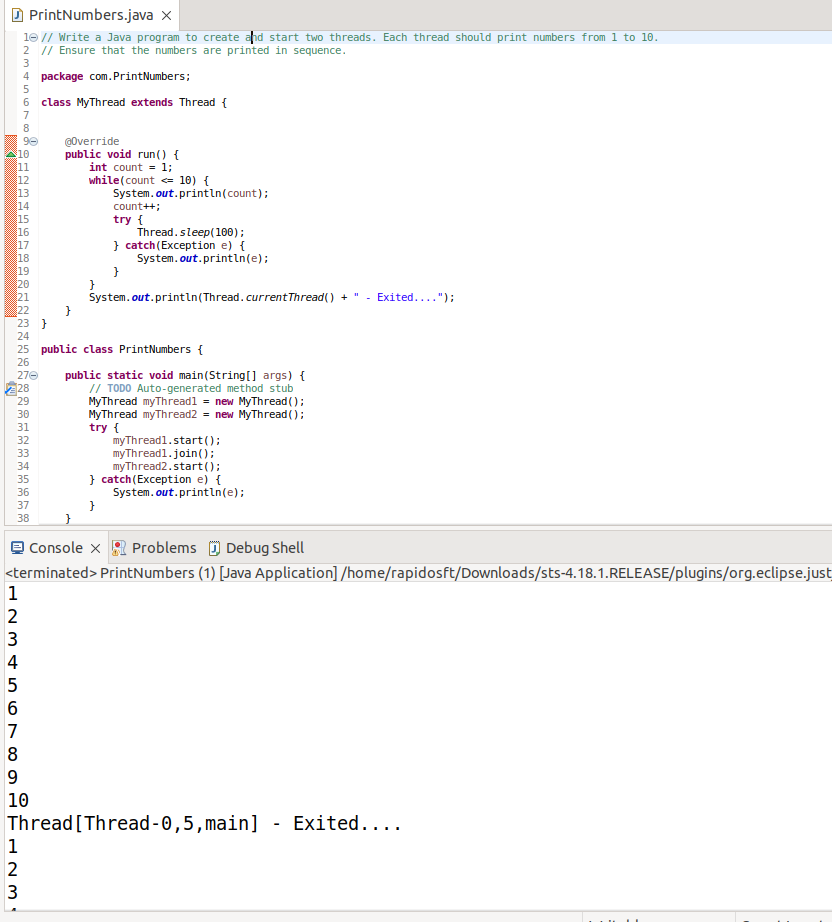 PrintNumbers.java
1 // Write a Java program to create and start two threads. Each thread should print numbers from 1 to 10.
2 // Ensure that the numbers are printed in sequence.
3
4 package com.PrintNumbers;
5
6 class MyThread extends Thread {
7
8
9 @Override
10 public void run() {
11 int count = 1;
12 while(count <= 10) {
13 System.out.println(count);
14 count++;
15 try {
16 Thread.sleep(100);
17 } catch(Exception e) {
18 System.out.println(e);
19 }
20 }
21 System.out.println(Thread.currentThread() + " - Exited....");
22 }
23 }
24
25 public class PrintNumbers {
26
27 public static void main(String[] args) {
28 // TODO Auto-generated method stub
29 MyThread myThread1 = new MyThread();
30 MyThread myThread2 = new MyThread();
31 try {
32 myThread1.start();
33 myThread1.join();
34 myThread2.start();
35 } catch(Exception e) {
36 System.out.println(e);
37 }
38 }
Console Problems Debug Shell
<terminated> PrintNumbers (1) [Java Application] /home/rapidosft/Downloads/sts-4.18.1.RELEASE/plugins/org.eclipse.just
1
2
3
4
5
6
7
8
9
10
Thread[Thread-0,5,main] - Exited....
1
2
3